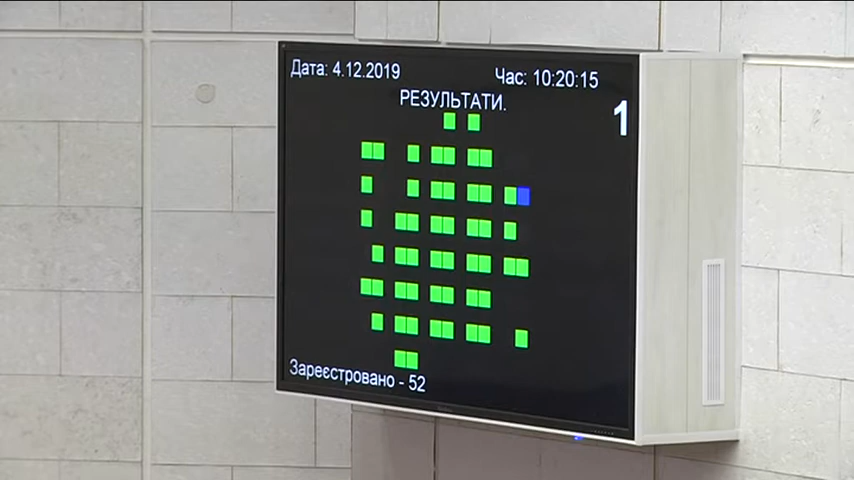 Дата: 4.12.2019
Час: 10:20:15
РЕЗУЛЬТАТИ.
1
Зареєстровано - 52